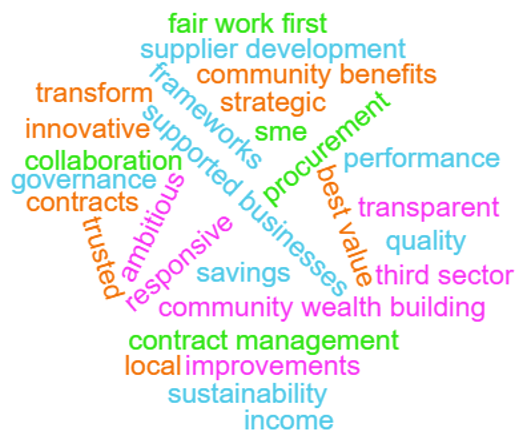 fair work first
supplier development
community benefits
frameworks
transform
strategic
supported businesses
innovative
sme
procurement
collaboration
performance
governance
best value
contracts
ambitious
transparent
trusted
responsive
quality
savings
third sector
community wealth building
contract management
local
improvements
sustainability
income